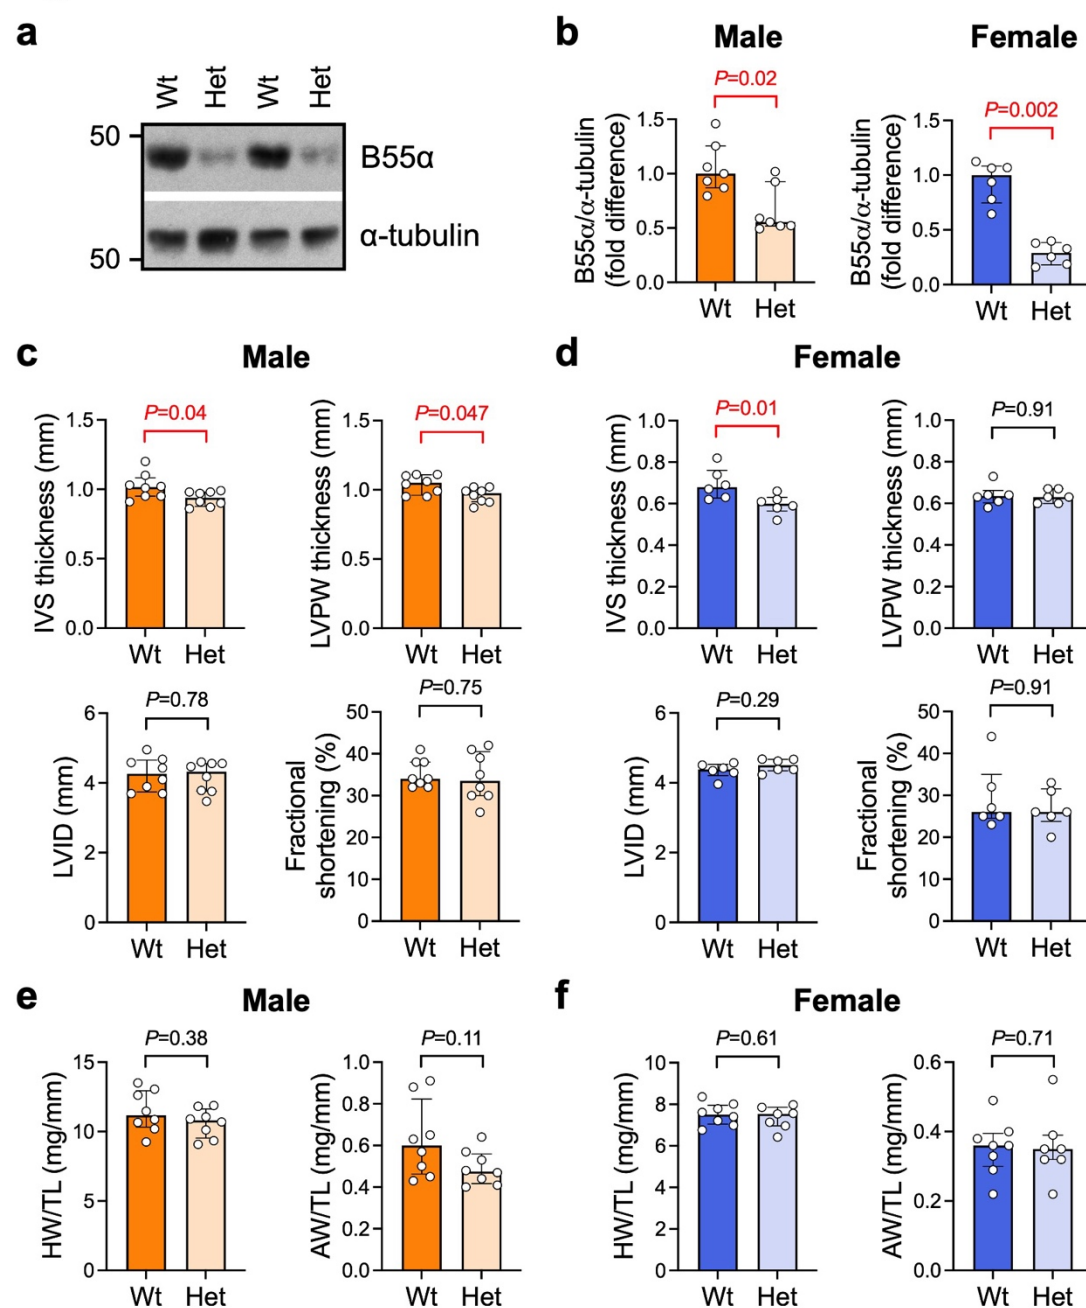 a
Wt Het Wt Het
50
B55α
α-tubulin
50
b
Male
P=0.02
B55α/α-tubulin
(fold difference)
1.5
1.0
0.5
0.0
Wt Het
Female
P=0.002
B55α/α-tubulin
(fold difference)
1.5
1.0
0.5
0.0
Wt Het
c
Male
P=0.04
IVS thickness (mm)
1.5
1.0
0.5
0.0
Wt Het
P=0.047
LVPW thickness (mm)
1.5
1.0
0.5
0.0
Wt Het
P=0.78
LVID (mm)
6
4
2
0
Wt Het
P=0.75
Fractional
shortening (%)
50
40
30
20
10
0
Wt Het
d
Female
P=0.01
IVS thickness (mm)
1.0
0.8
0.6
0.4
0.2
0.0
Wt Het
P=0.91
LVPW thickness (mm)
1.0
0.8
0.6
0.4
0.2
0.0
Wt Het
P=0.29
LVID (mm)
6
4
2
0
Wt Het
P=0.91
Fractional
shortening (%)
50
40
30
20
10
0
Wt Het
e
Male
P=0.38
HW/TL (mg/mm)
15
10
5
0
Wt Het
P=0.11
AW/TL (mg/mm)
1.0
0.8
0.6
0.4
0.2
0.0
Wt Het
f
Female
P=0.61
HW/TL (mg/mm)
10
8
6
4
2
0
Wt Het
P=0.71
AW/TL (mg/mm)
0.6
0.4
0.2
0.0
Wt Het